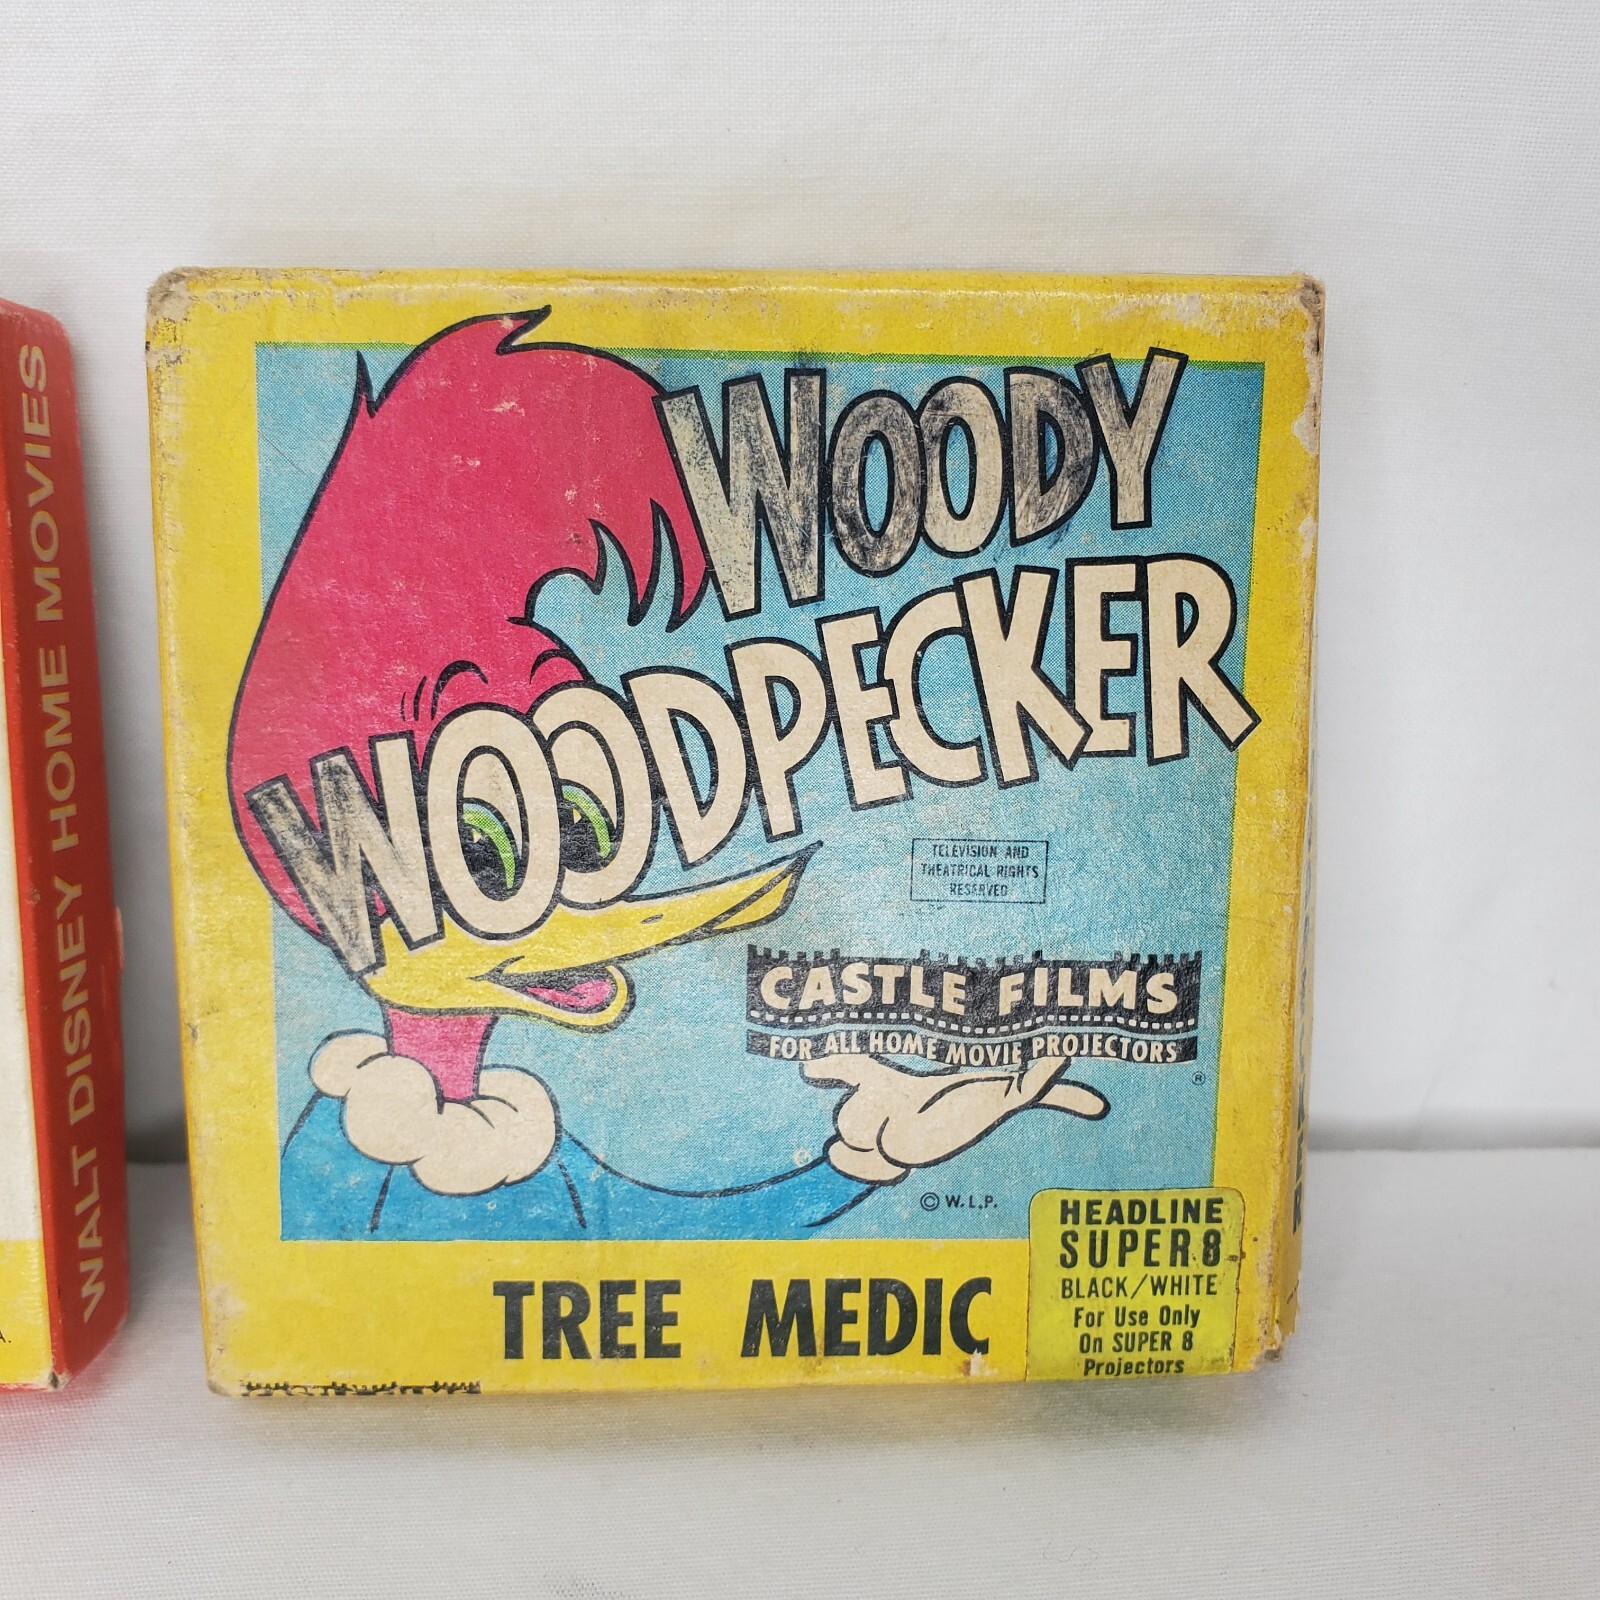 WALT DISNEY HOME MOVIES
A.
WOODY
WOODPECKER
TELEVISION AND
THEATRICAL RIGHTS
RESERVED
CASTLE FILMS
FOR ALL HOME MOVIE PROJECTORS
®
© W.L.P.
HEADLINE
SUPER 8
BLACK/WHITE
For Use Only
On SUPER 8
Projectors
TREE MEDIC